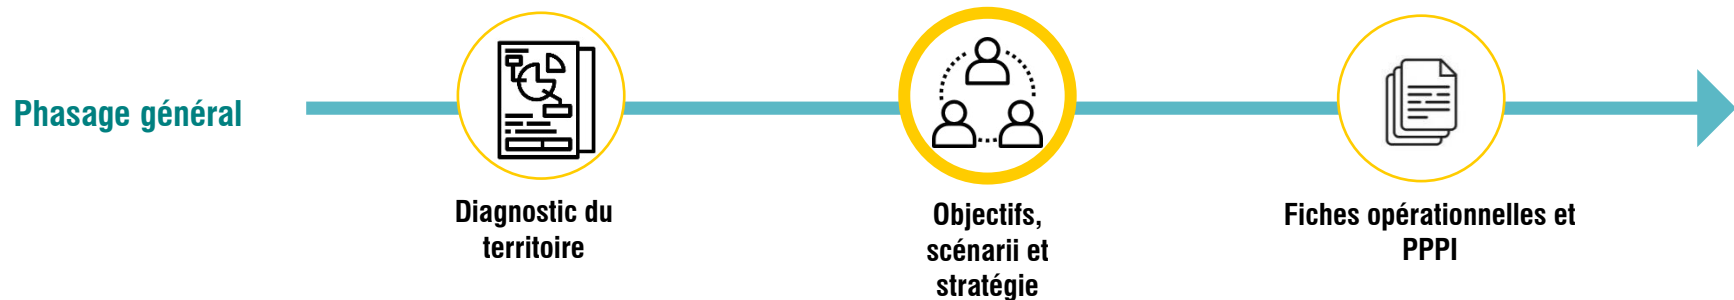 Phasage général
Diagnostic du
territoire
Objectifs,
scénarii et
stratégie
Fiches opérationnelles et
PPPI